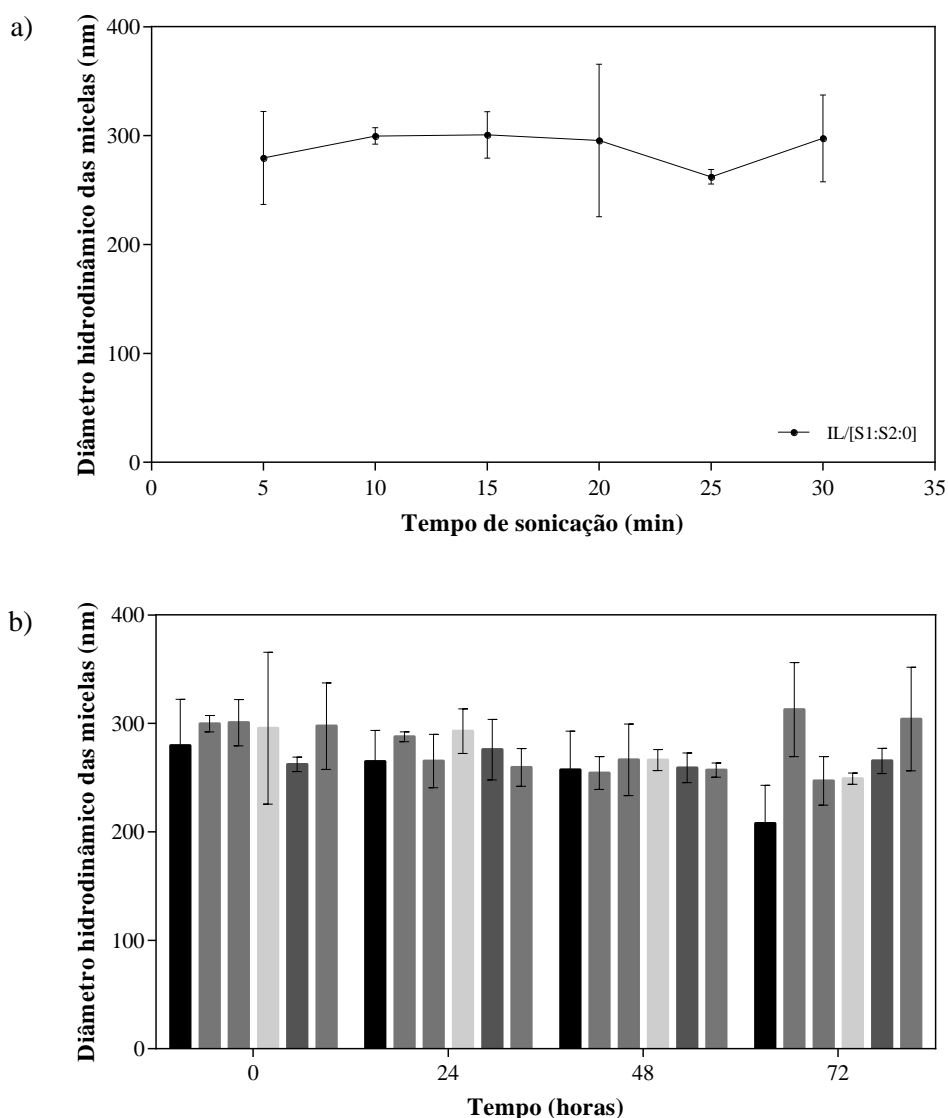 a)
Diâmetro hidrodinâmico das micelas (nm)
400
300
200
100
0
IL/[S1:S2:0]
0 5 10 15 20 25 30 35
Tempo de sonicação (min)
b)
Diâmetro hidrodinâmico das micelas (nm)
400
300
200
100
0
0 24 48 72
Tempo (horas)